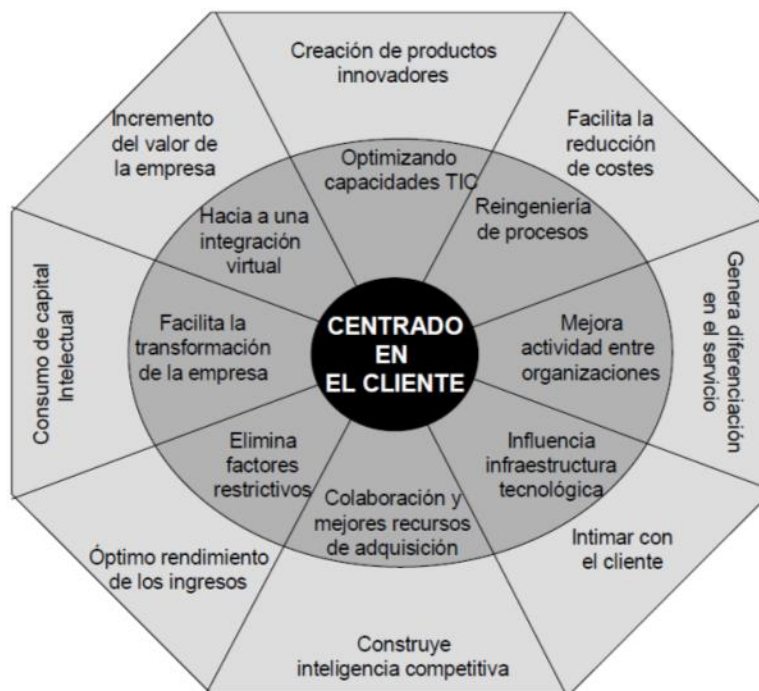 Creación de productos
innovadores
Incremento
del valor de
la empresa
Facilita la
reducción
de costes
Optimizando
capacidades TIC
Hacia a una
integración
virtual
Reingeniería
de procesos
Consumo de capital
Intelectual
Facilita la
transformación
de la empresa
CENTRADO
EN
EL CLIENTE
Mejora
actividad entre
organizaciones
Genera diferenciación
en el servicio
Elimina
factores
restrictivos
Influencia
infraestructura
tecnológica
Colaboración y
mejores recursos
de adquisición
Óptimo rendimiento
de los ingresos
Intimar con
el cliente
Construye
inteligencia competitiva